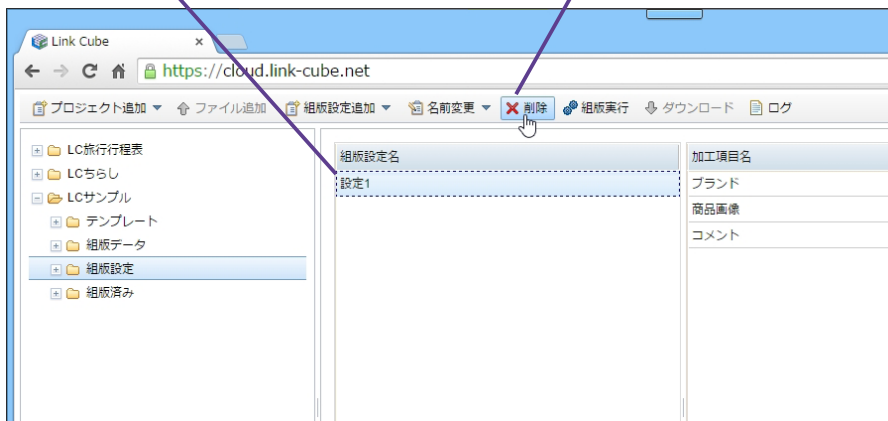 Link Cube
https://cloud.link-cube.net
プロジェクト追加 ファイル追加 組版設定追加 名前変更 削除 組版実行 ダウンロード ログ
LC旅行行程表
LCちらし
LCサンプル
テンプレート
組版データ
組版設定
組版済み
組版設定名
設定1
加工項目名
ブランド
商品画像
コメント